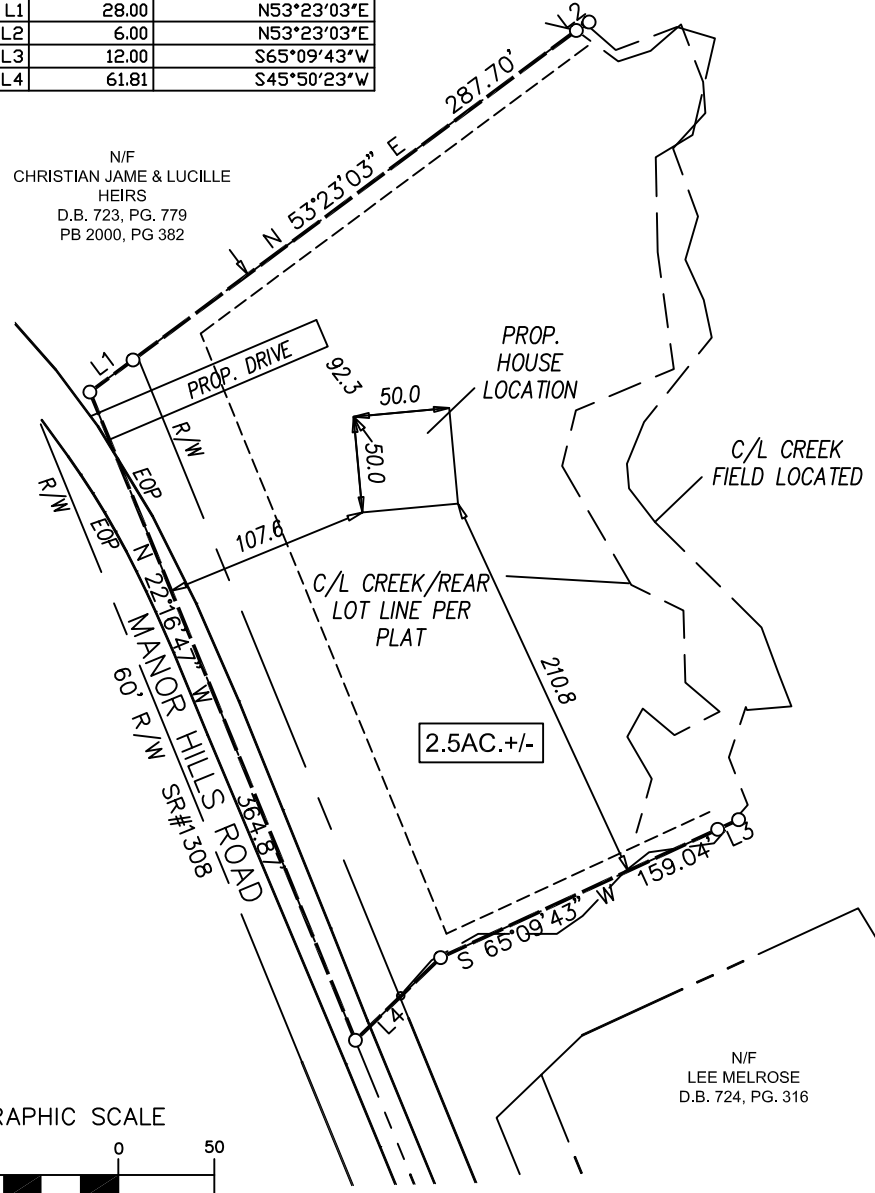 L1 28.00 N53°23'03"E
L2 6.00 N53°23'03"E
L3 12.00 S65°09'43"W
L4 61.81 S45°50'23"W
L2
287.70'
N 53°23'03" E
N/F
CHRISTIAN JAME & LUCILLE
HEIRS
D.B. 723, PG. 779
PB 2000, PG 382
L1
PROP. DRIVE
92.3
PROP.
HOUSE
LOCATION
50.0
50.0
R/W
C/L CREEK
FIELD LOCATED
R/W
EOP
EOP
107.6
N 22°16'47" W
364.87'
C/L CREEK/REAR
LOT LINE PER
PLAT
MANOR HILLS ROAD
60' R/W SR#1308
210.8
2.5AC.+/-
S 65°09'43" W
159.04'
L3
L4
N/F
LEE MELROSE
D.B. 724, PG. 316
RAPHIC SCALE
0 50